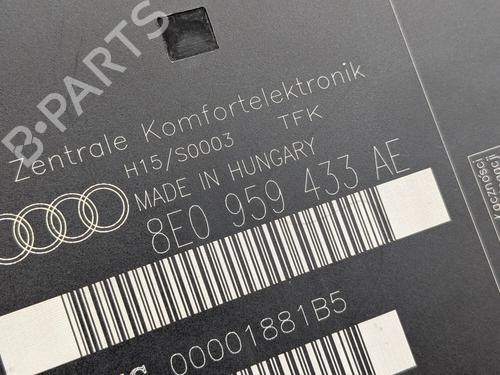 B-PARTS
Zentrale Komfortelektronik
H15/S0003 TFK
MADE IN HUNGARY
8E0 959 433 AE
00001881B5